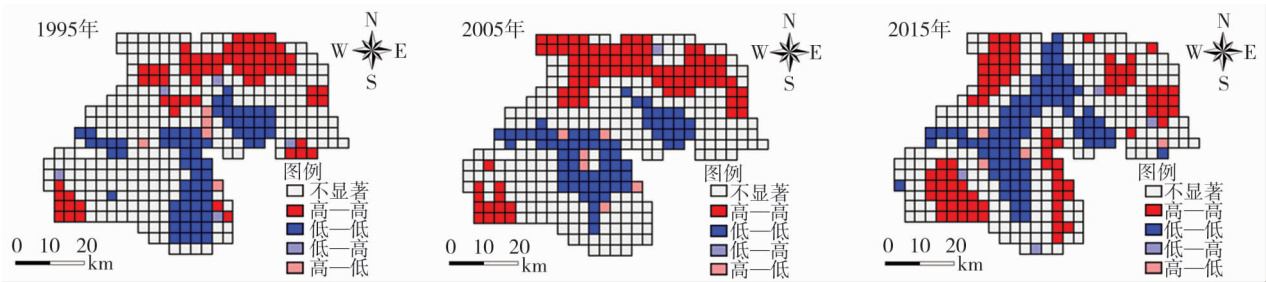 1995年
N
W E
S
图例
不显著
高—高
低—低
低—高
高—低
0 10 20
km
2005年
N
W E
S
图例
不显著
高—高
低—低
低—高
高—低
0 10 20
km
2015年
N
W E
S
图例
不显著
高—高
低—低
低—高
高—低
0 10 20
km